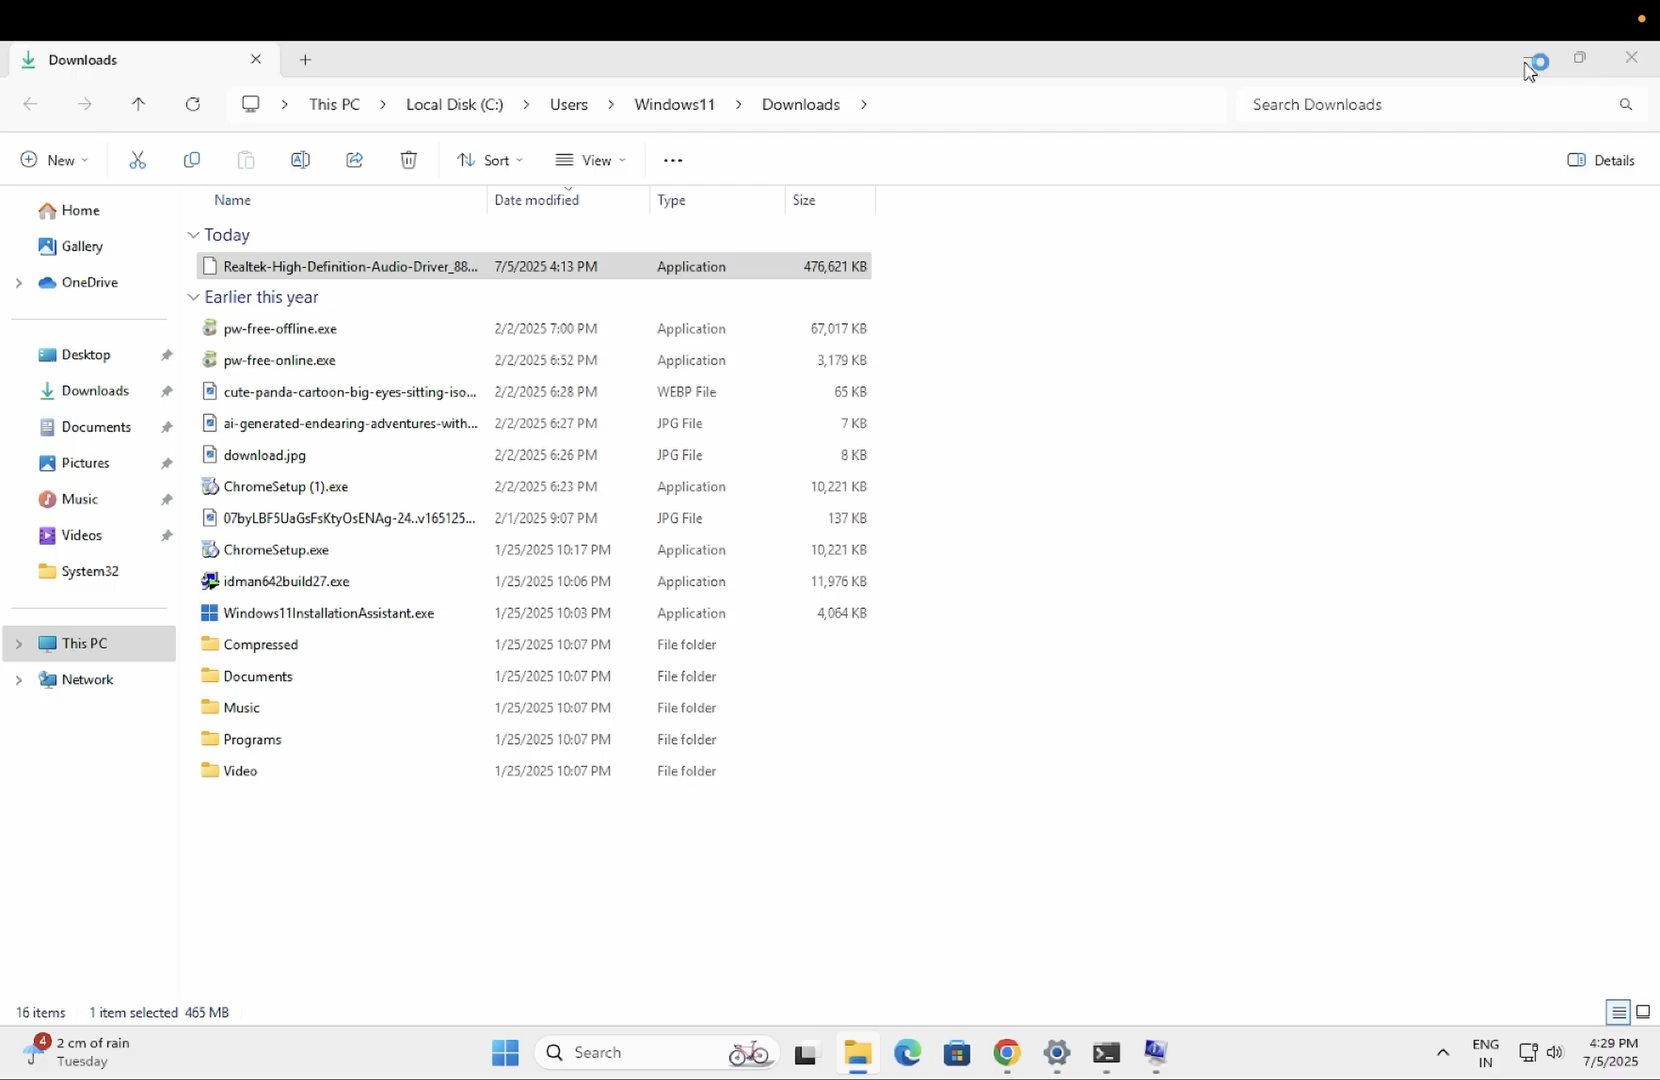 Downloads
This PC > Local Disk (C:) > Users > Windows11 > Downloads >
Search Downloads
New
Sort
View
Details
Name Date modified Type Size
Today
Realtek-High-Definition-Audio-Driver_88... 7/5/2025 4:13 PM Application 476,621 KB
Earlier this year
pw-free-offline.exe 2/2/2025 7:00 PM Application 67,017 KB
pw-free-online.exe 2/2/2025 6:52 PM Application 3,179 KB
cute-panda-cartoon-big-eyes-sitting-iso... 2/2/2025 6:28 PM WEBP File 65 KB
ai-generated-endearing-adventures-with... 2/2/2025 6:27 PM JPG File 7 KB
download.jpg 2/2/2025 6:26 PM JPG File 8 KB
ChromeSetup (1).exe 2/2/2025 6:23 PM Application 10,221 KB
07byLBF5UaGsFsKtyOsENAg-24..v165125... 2/1/2025 9:07 PM JPG File 137 KB
ChromeSetup.exe 1/25/2025 10:17 PM Application 10,221 KB
idman642build27.exe 1/25/2025 10:06 PM Application 11,976 KB
Windows11InstallationAssistant.exe 1/25/2025 10:03 PM Application 4,064 KB
Compressed 1/25/2025 10:07 PM File folder
Documents 1/25/2025 10:07 PM File folder
Music 1/25/2025 10:07 PM File folder
Programs 1/25/2025 10:07 PM File folder
Video 1/25/2025 10:07 PM File folder
Home
Gallery
OneDrive
Desktop
Downloads
Documents
Pictures
Music
Videos
System32
This PC
Network
16 items 1 item selected 465 MB
4
2 cm of rain
Tuesday
Search
ENG
IN
4:29 PM
7/5/2025